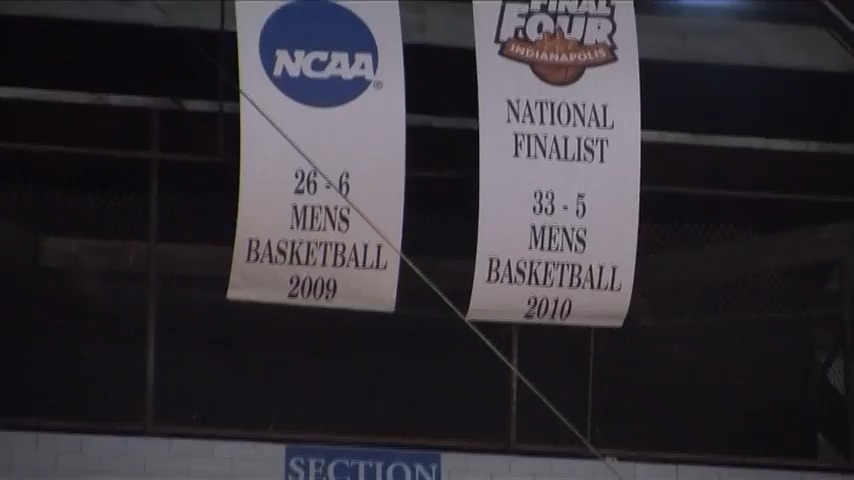 NCAA
26 - 6
MENS
BASKETBALL
2009
FINAL
FOUR
INDIANAPOLIS
NATIONAL
FINALIST
33 - 5
MENS
BASKETBALL
2010
SECTION